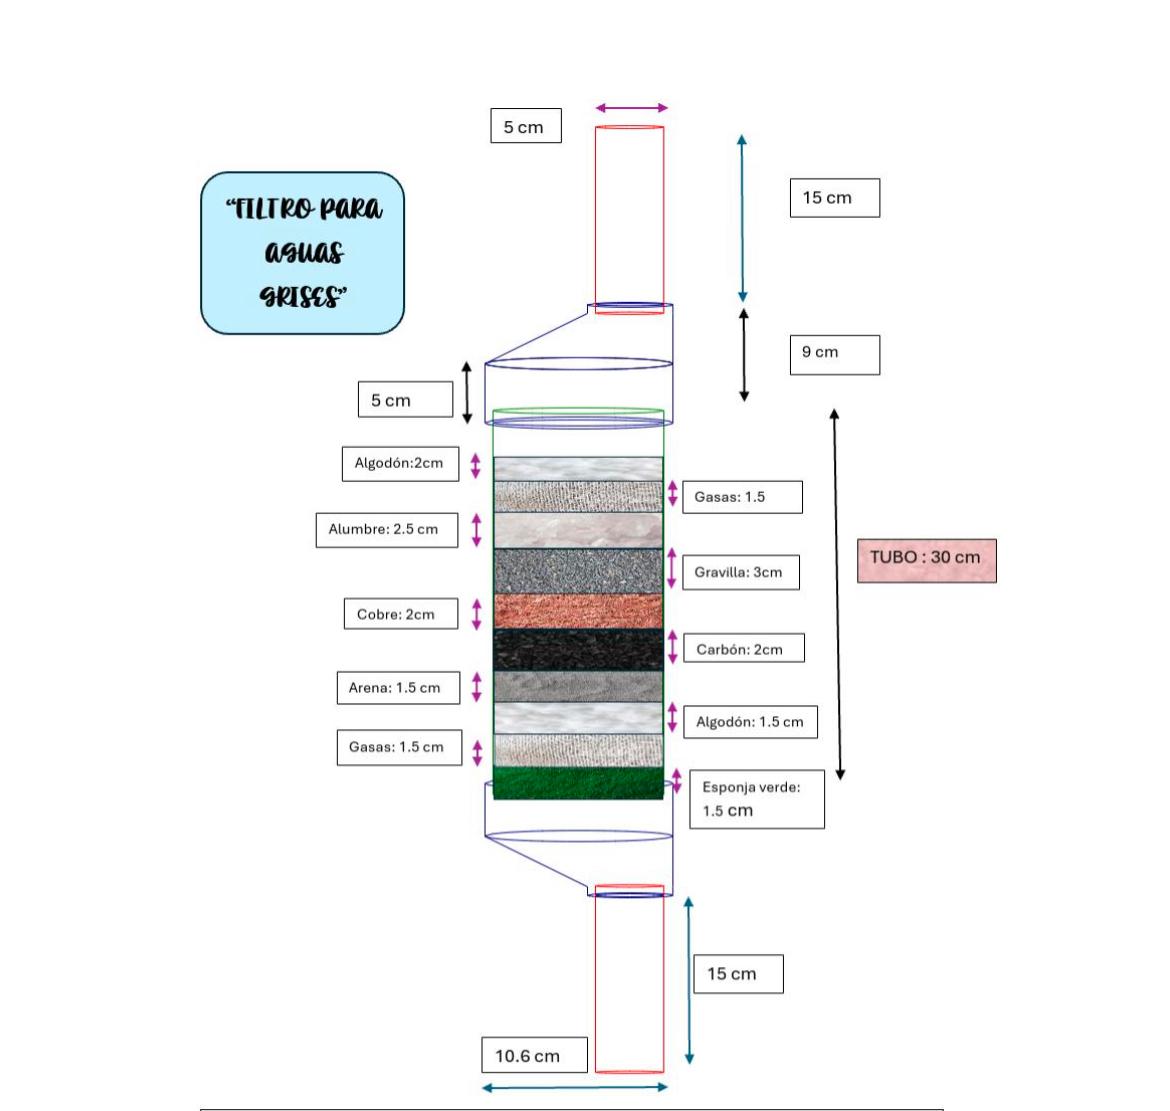 5 cm
15 cm
“FILTRO PARA
AGUAS
GRISES”
9 cm
5 cm
Algodón:2cm
Gasas: 1.5
Alumbre: 2.5 cm
TUBO : 30 cm
Gravilla: 3cm
Cobre: 2cm
Carbón: 2cm
Arena: 1.5 cm
Algodón: 1.5 cm
Gasas: 1.5 cm
Esponja verde:
1.5 cm
15 cm
10.6 cm